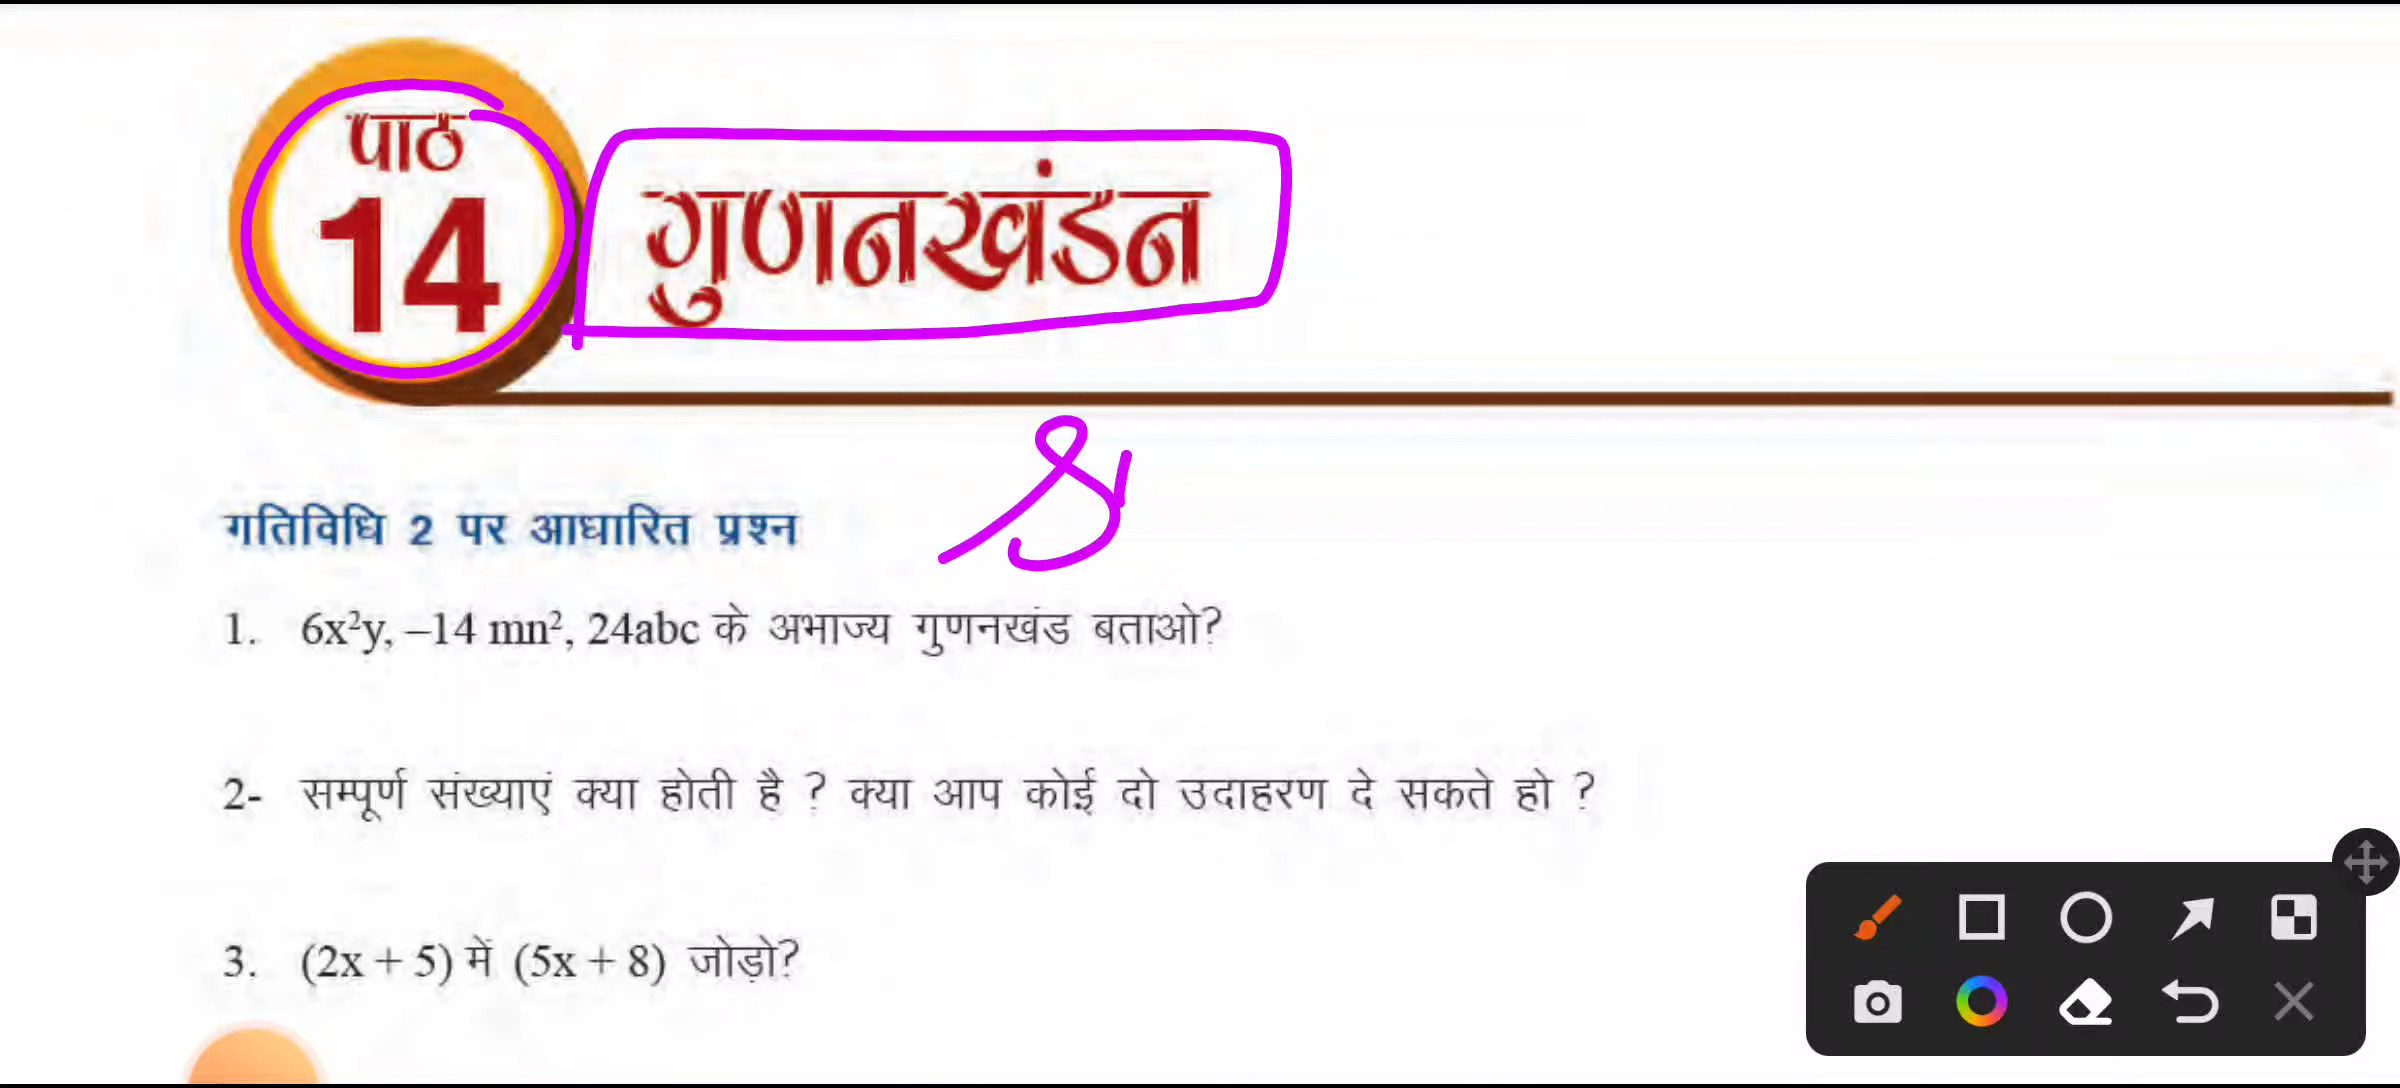 पाठ
14
गुणनखंडन
गतिविधि 2 पर आधारित प्रश्न
1. 6x²y, –14 mn², 24abc के अभाज्य गुणनखंड बताओ?
2- सम्पूर्ण संख्याएं क्या होती है ? क्या आप कोई दो उदाहरण दे सकते हो ?
3. (2x + 5) में (5x + 8) जोड़ो?